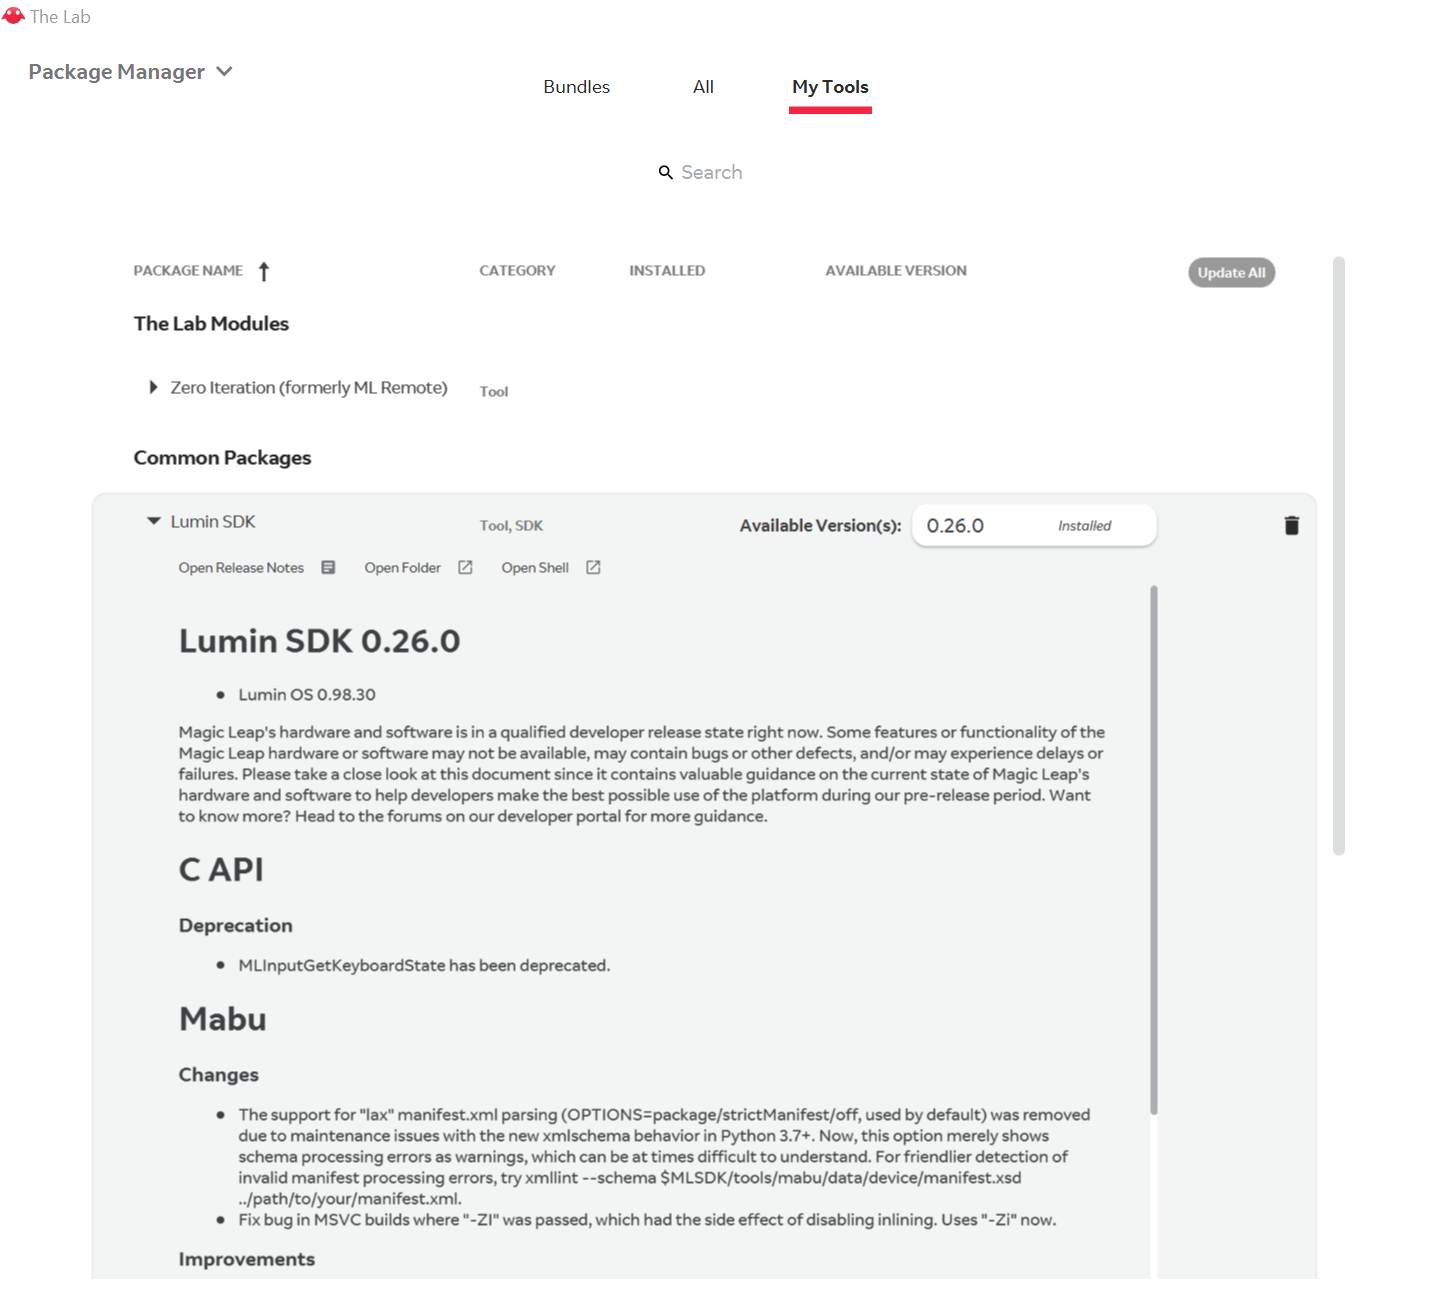 The Lab
Package Manager
Bundles All My Tools
Search
PACKAGE NAME CATEGORY INSTALLED AVAILABLE VERSION Update All
The Lab Modules
Zero Iteration (formerly ML Remote) Tool
Common Packages
Lumin SDK Tool, SDK Available Version(s): 0.26.0 Installed
Open Release Notes Open Folder Open Shell
Lumin SDK 0.26.0
• Lumin OS 0.98.30
Magic Leap's hardware and software is in a qualified developer release state right now. Some features or functionality of the
Magic Leap hardware or software may not be available, may contain bugs or other defects, and/or may experience delays or
failures. Please take a close look at this document since it contains valuable guidance on the current state of Magic Leap's
hardware and software to help developers make the best possible use of the platform during our pre-release period. Want
to know more? Head to the forums on our developer portal for more guidance.
C API
Deprecation
• MLInputGetKeyboardState has been deprecated.
Mabu
Changes
• The support for "lax" manifest.xml parsing (OPTIONS=package/strictManifest/off, used by default) was removed
due to maintenance issues with the new xmlschema behavior in Python 3.7+. Now, this option merely shows
schema processing errors as warnings, which can be at times difficult to understand. For friendlier detection of
invalid manifest processing errors, try xmllint --schema $MLSDK/tools/mabu/data/device/manifest.xsd
../path/to/your/manifest.xml.
• Fix bug in MSVC builds where "-ZI" was passed, which had the side effect of disabling inlining. Uses "-Zi" now.
Improvements